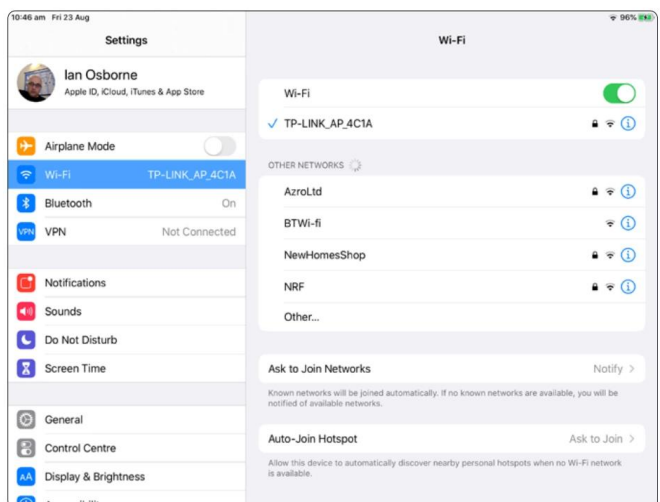 10:46 am Fri 23 Aug
96%
Settings
Ian Osborne
Apple ID, iCloud, iTunes & App Store
Airplane Mode
Wi-Fi TP-LINK_AP_4C1A
Bluetooth On
VPN VPN Not Connected
Notifications
Sounds
Do Not Disturb
Screen Time
General
Control Centre
AA Display & Brightness
Wi-Fi
Wi-Fi
TP-LINK_AP_4C1A
OTHER NETWORKS
AzroLtd
BTWi-fi
NewHomesShop
NRF
Other...
Ask to Join Networks Notify
Known networks will be joined automatically. If no known networks are available, you will be
notified of available networks.
Auto-Join Hotspot Ask to Join
Allow this device to automatically discover nearby personal hotspots when no Wi-Fi network
is available.